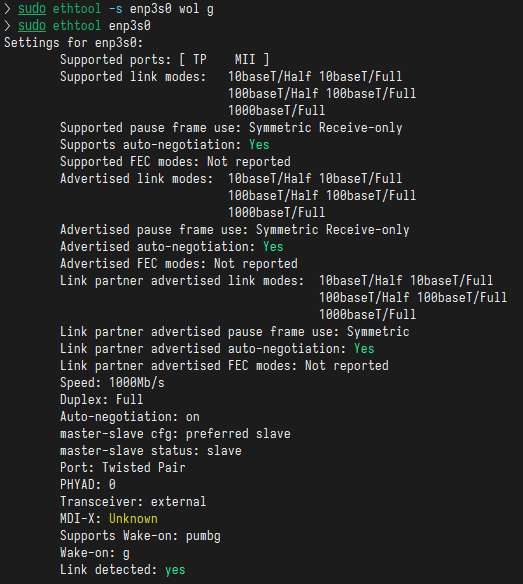 > sudo ethtool -s enp3s0 wol g
> sudo ethtool enp3s0
Settings for enp3s0:
Supported ports: [ TP    MII ]
Supported link modes:   10baseT/Half 10baseT/Full
100baseT/Half 100baseT/Full
1000baseT/Full
Supported pause frame use: Symmetric Receive-only
Supports auto-negotiation: Yes
Supported FEC modes: Not reported
Advertised link modes:  10baseT/Half 10baseT/Full
100baseT/Half 100baseT/Full
1000baseT/Full
Advertised pause frame use: Symmetric Receive-only
Advertised auto-negotiation: Yes
Advertised FEC modes: Not reported
Link partner advertised link modes:  10baseT/Half 10baseT/Full
100baseT/Half 100baseT/Full
1000baseT/Full
Link partner advertised pause frame use: Symmetric
Link partner advertised auto-negotiation: Yes
Link partner advertised FEC modes: Not reported
Speed: 1000Mb/s
Duplex: Full
Auto-negotiation: on
master-slave cfg: preferred slave
master-slave status: slave
Port: Twisted Pair
PHYAD: 0
Transceiver: external
MDI-X: Unknown
Supports Wake-on: pumbg
Wake-on: g
Link detected: yes